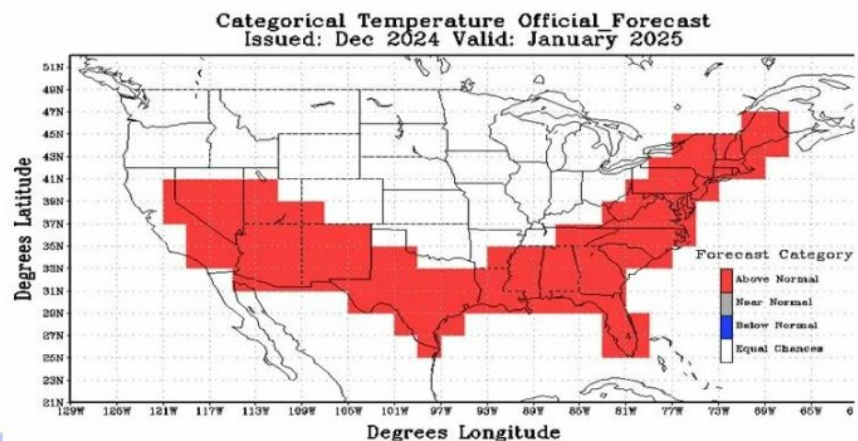 Categorical Temperature Official_Forecast
Issued: Dec 2024 Valid: January 2025
51N
49N
47N
45N
43N
41N
39N
37N
35N
33N
31N
29N
27N
25N
23N
21N
Degrees Latitude
Forecast Category
Above Normal
Near Normal
Below Normal
Equal Chances
129W 125W 121W 117W 113W 109W 105W 101W 97W 93W 89W 85W 81W 77W 73W 69W 65W 6
Degrees Longitude